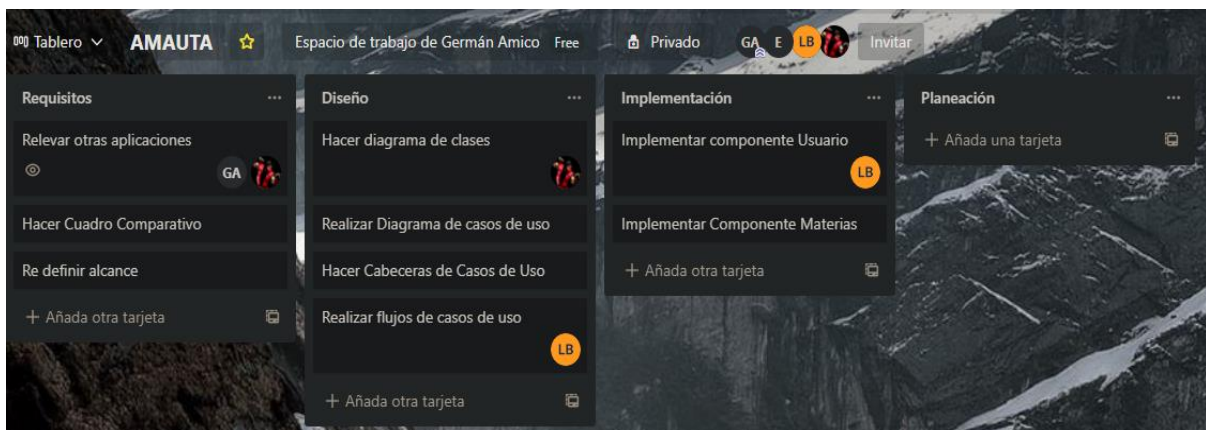 Tablero
AMAUTA
Espacio de trabajo de Germán Amico
Free
Privado
GA
E
LB
Invitar
Requisitos
Relevar otras aplicaciones
GA
Hacer Cuadro Comparativo
Re definir alcance
+ Añada otra tarjeta
Diseño
Hacer diagrama de clases
Realizar Diagrama de casos de uso
Hacer Cabeceras de Casos de Uso
Realizar flujos de casos de uso
LB
+ Añada otra tarjeta
Implementación
Implementar componente Usuario
LB
Implementar Componente Materias
+ Añada otra tarjeta
Planeación
+ Añada una tarjeta